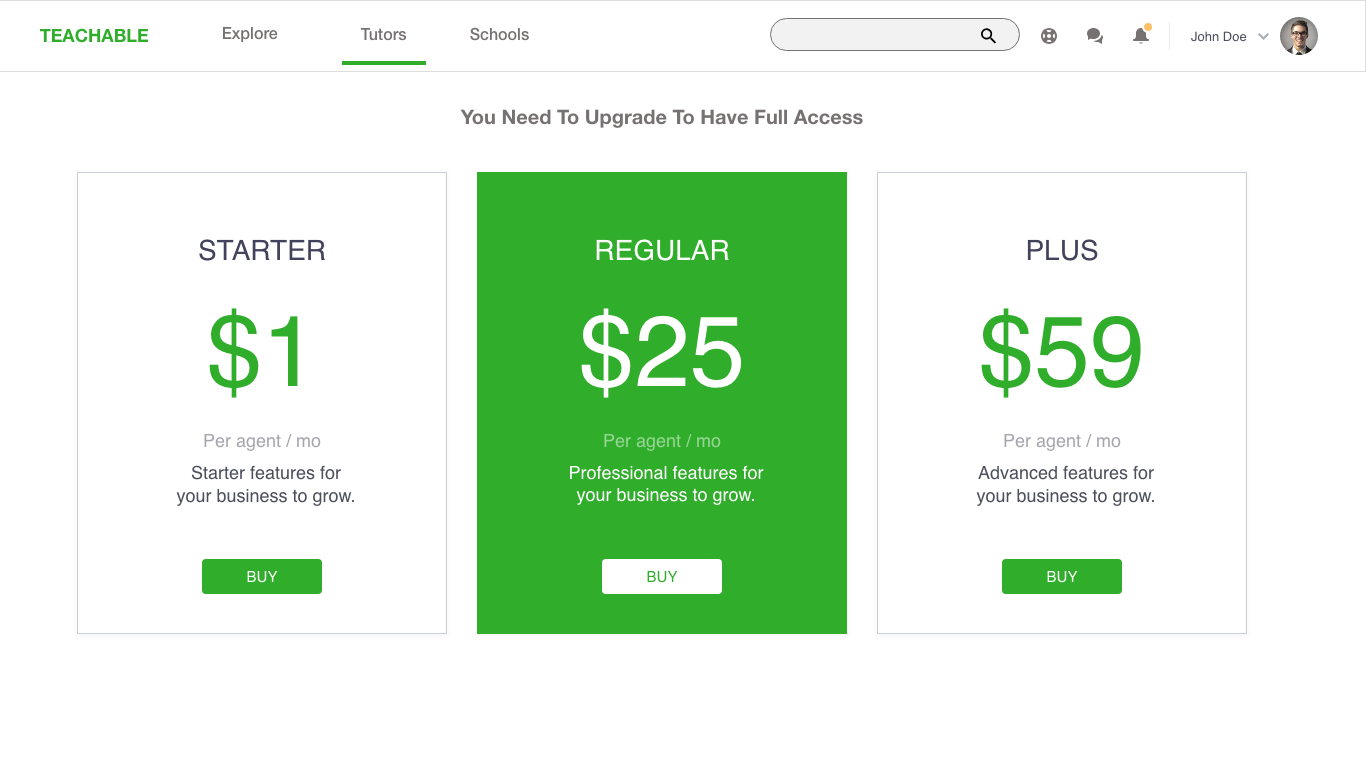 TEACHABLE
Explore
Tutors
Schools
John Doe
You Need To Upgrade To Have Full Access
STARTER
$1
Per agent / mo
Starter features for
your business to grow.
BUY
REGULAR
$25
Per agent / mo
Professional features for
your business to grow.
BUY
PLUS
$59
Per agent / mo
Advanced features for
your business to grow.
BUY